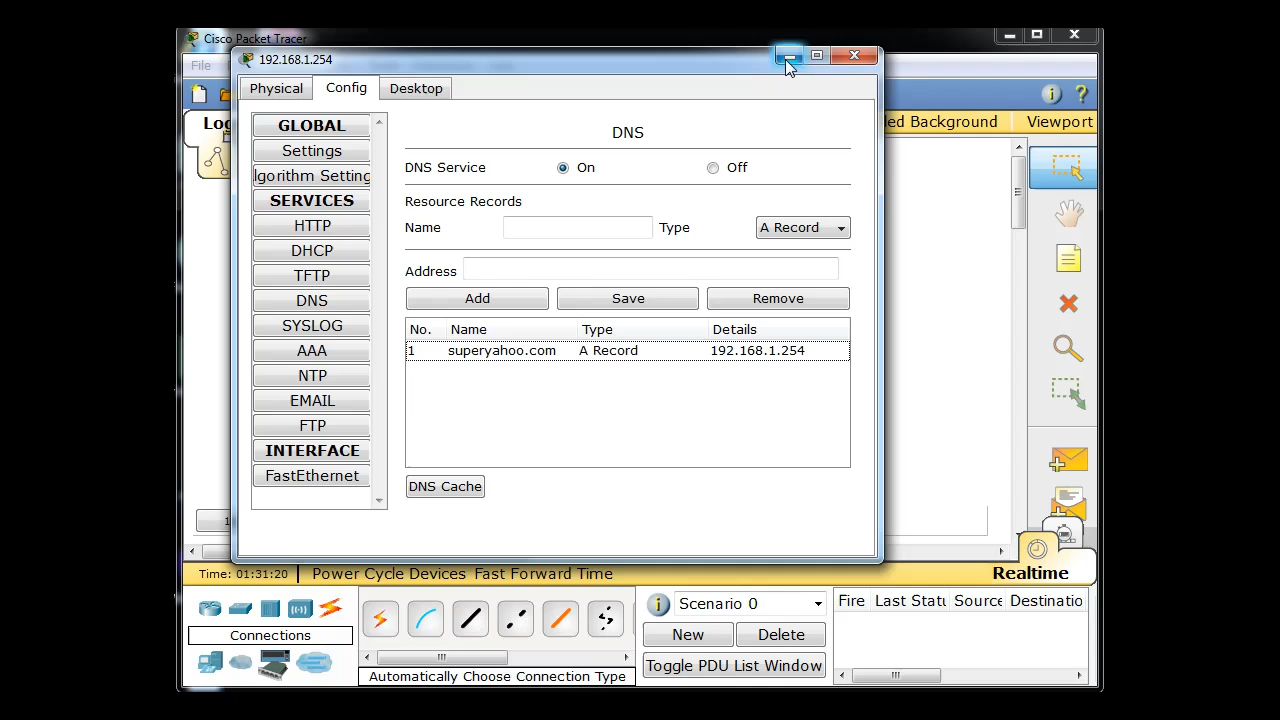 Cisco Packet Tracer
File
192.168.1.254
Physical
Config
Desktop
Log
ed Background
Viewport
GLOBAL
Settings
lgorithm Setting
SERVICES
HTTP
DHCP
TFTP
DNS
SYSLOG
AAA
NTP
EMAIL
FTP
INTERFACE
FastEthernet
DNS
DNS Service On Off
Resource Records
Name Type A Record
Address
Add Save Remove
No. Name Type Details
1 superyahoo.com A Record 192.168.1.254
DNS Cache
1
Time: 01:31:20 Power Cycle Devices Fast Forward Time
Realtime
Connections
Automatically Choose Connection Type
Scenario 0
New Delete
Toggle PDU List Window
Fire Last Statu Source Destinatio